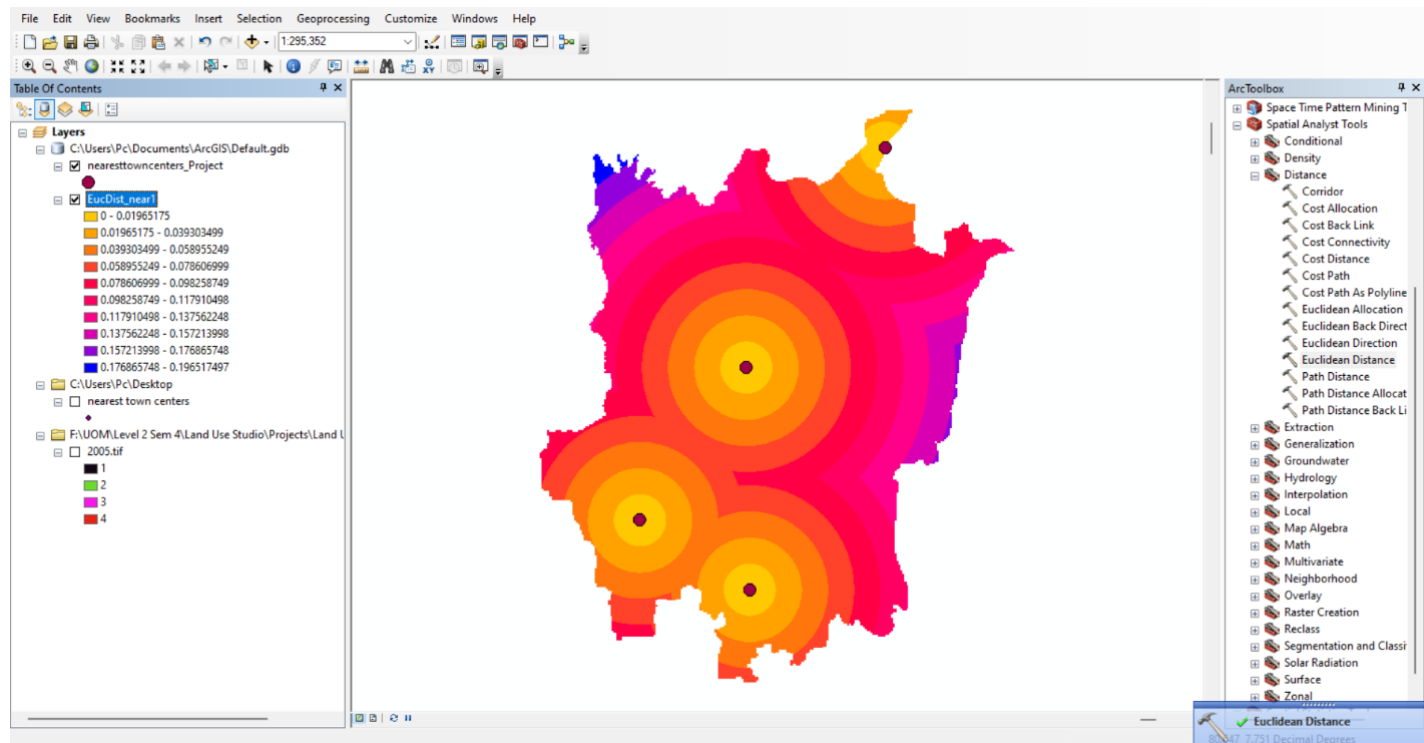 File Edit View Bookmarks Insert Selection Geoprocessing Customize Windows Help
1:295,352
Table Of Contents
Layers
C:\Users\Pc\Documents\ArcGIS\Default.gdb
nearesttowncenters_Project
EucDist_near1
0 - 0.01965175
0.01965175 - 0.039303499
0.039303499 - 0.058955249
0.058955249 - 0.078606999
0.078606999 - 0.098258749
0.098258749 - 0.117910498
0.117910498 - 0.137562248
0.137562248 - 0.157213998
0.157213998 - 0.176865748
0.176865748 - 0.196517497
C:\Users\Pc\Desktop
nearest town centers
F:\UOM\Level 2 Sem 4\Land Use Studio\Projects\Land U
2005.tif
1
2
3
4
ArcToolbox
Space Time Pattern Mining T
Spatial Analyst Tools
Conditional
Density
Distance
Corridor
Cost Allocation
Cost Back Link
Cost Connectivity
Cost Distance
Cost Path
Cost Path As Polyline
Euclidean Allocation
Euclidean Back Direct
Euclidean Direction
Euclidean Distance
Path Distance
Path Distance Allocat
Path Distance Back Li
Extraction
Generalization
Groundwater
Hydrology
Interpolation
Local
Map Algebra
Math
Multivariate
Neighborhood
Overlay
Raster Creation
Reclass
Segmentation and Classi
Solar Radiation
Surface
Zonal
Euclidean Distance
7.751 Decimal Degrees